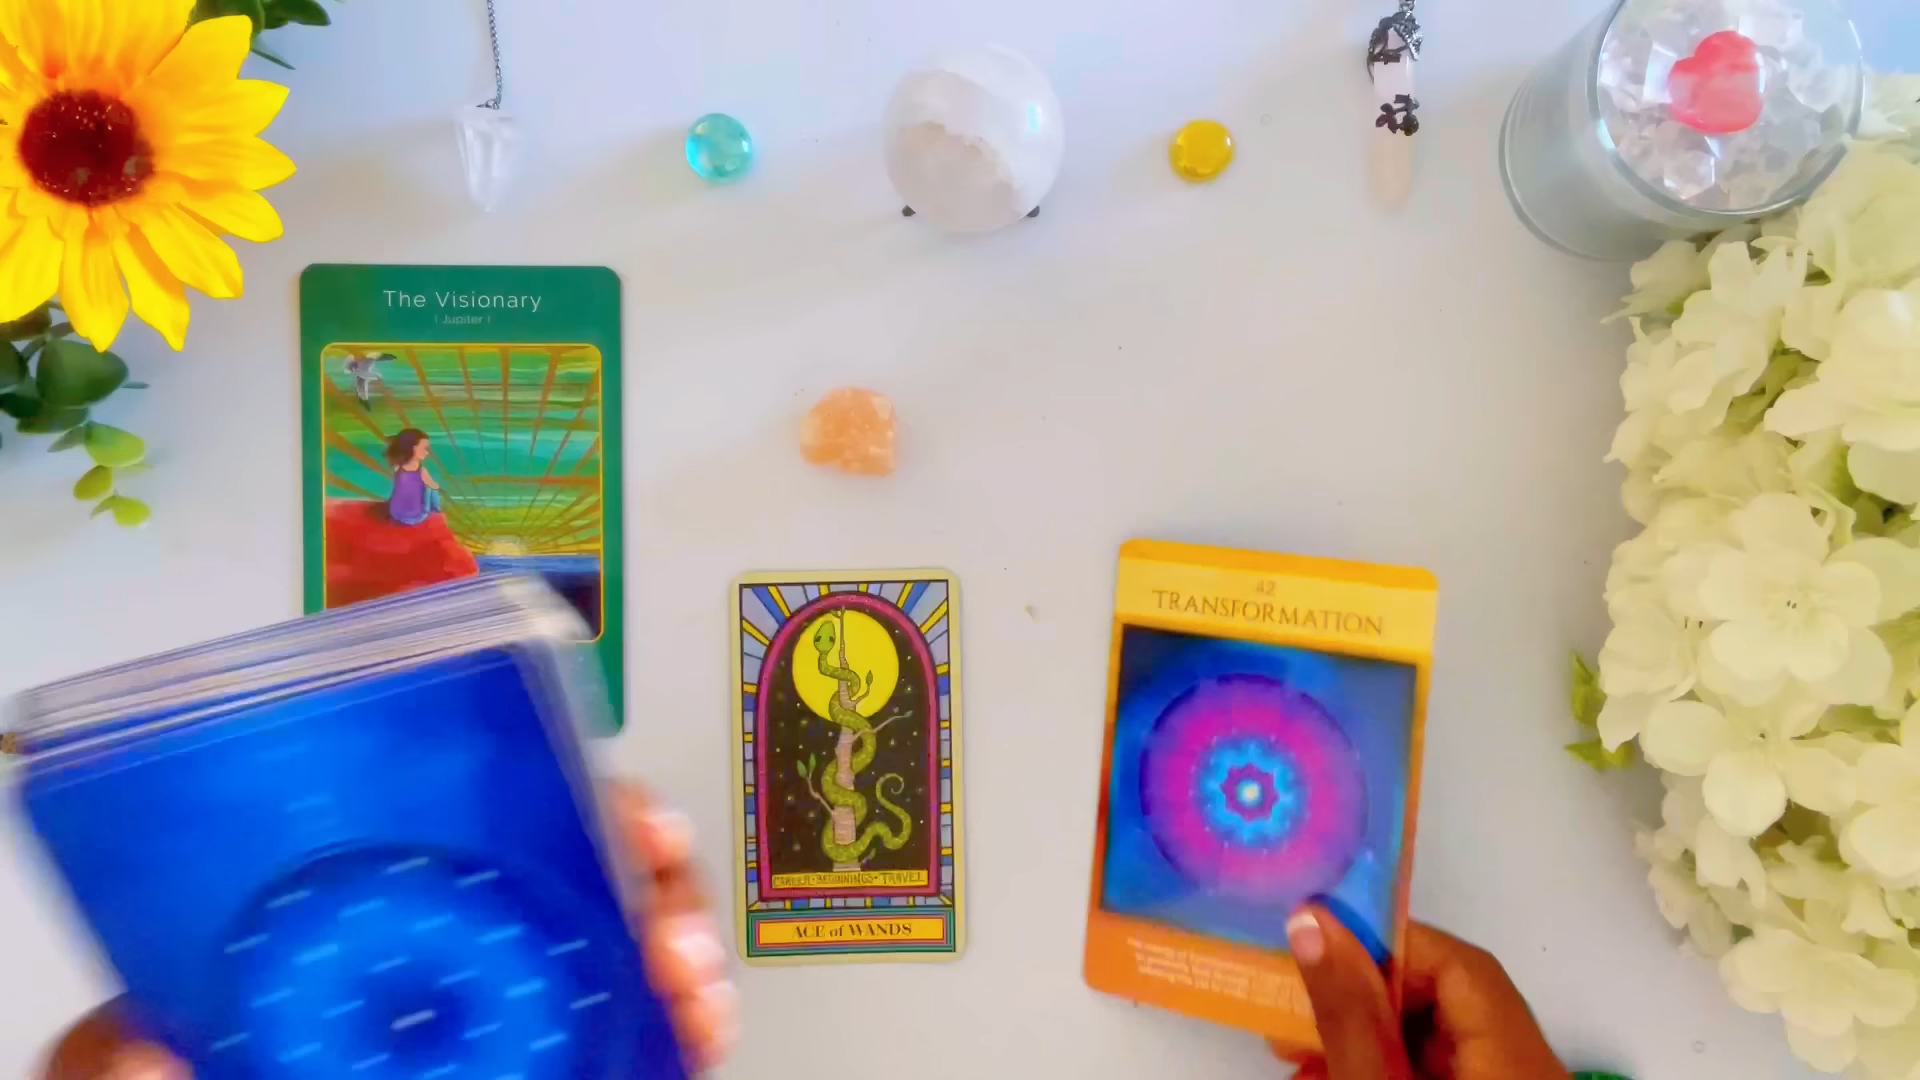 The Visionary
| Jupiter |
42
TRANSFORMATION
CAREER · BEGINNINGS · TRAVEL
ACE of WANDS